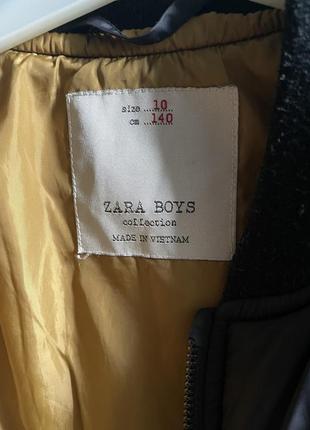 size ....10....
cm ....140....
ZARA BOYS
collection
MADE IN VIETNAM